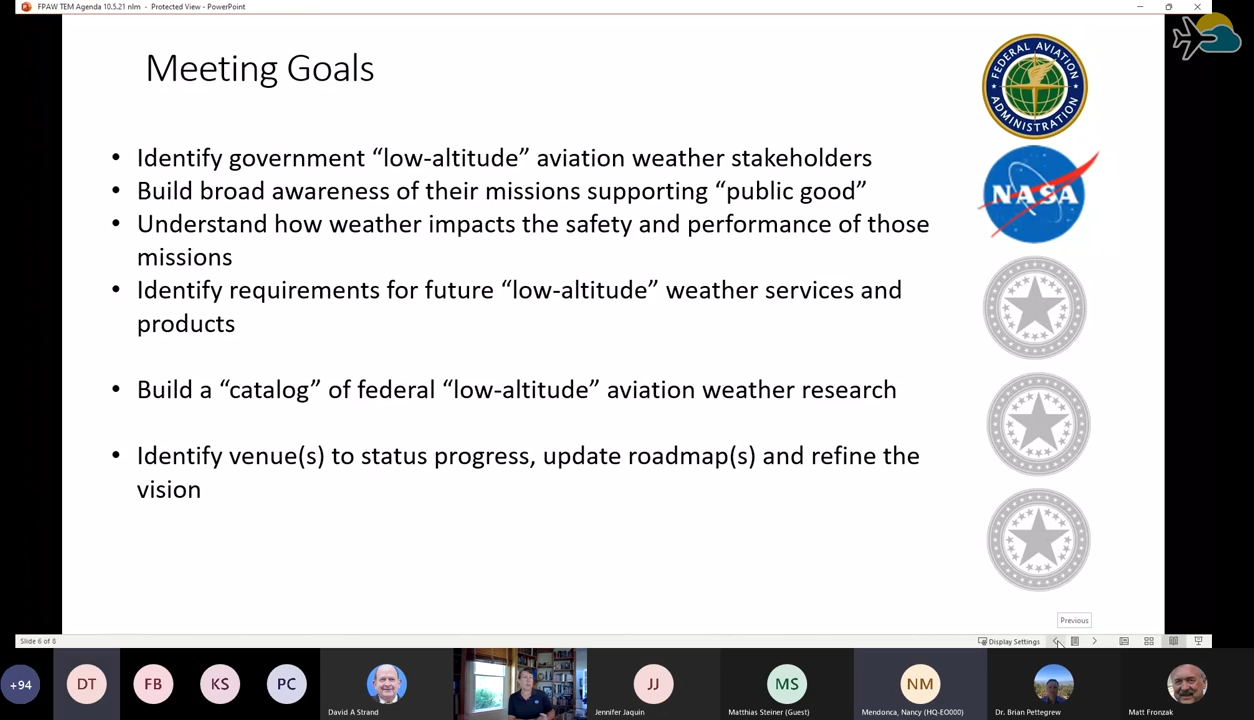 FPAW TEM Agenda 10.5.21 nlm - Protected View - PowerPoint
Meeting Goals
FEDERAL AVIATION
ADMINISTRATION
NASA
• Identify government “low-altitude” aviation weather stakeholders
• Build broad awareness of their missions supporting “public good”
• Understand how weather impacts the safety and performance of those
missions
• Identify requirements for future “low-altitude” weather services and
products
• Build a “catalog” of federal “low-altitude” aviation weather research
• Identify venue(s) to status progress, update roadmap(s) and refine the
vision
Previous
Slide 6 of 8
Display Settings
+94
DT
FB
KS
PC
David A Strand
JJ
Jennifer Jaquin
MS
Matthias Steiner (Guest)
NM
Mendonca, Nancy (HQ-EO000)
Dr. Brian Pettegrew
Matt Fronzak